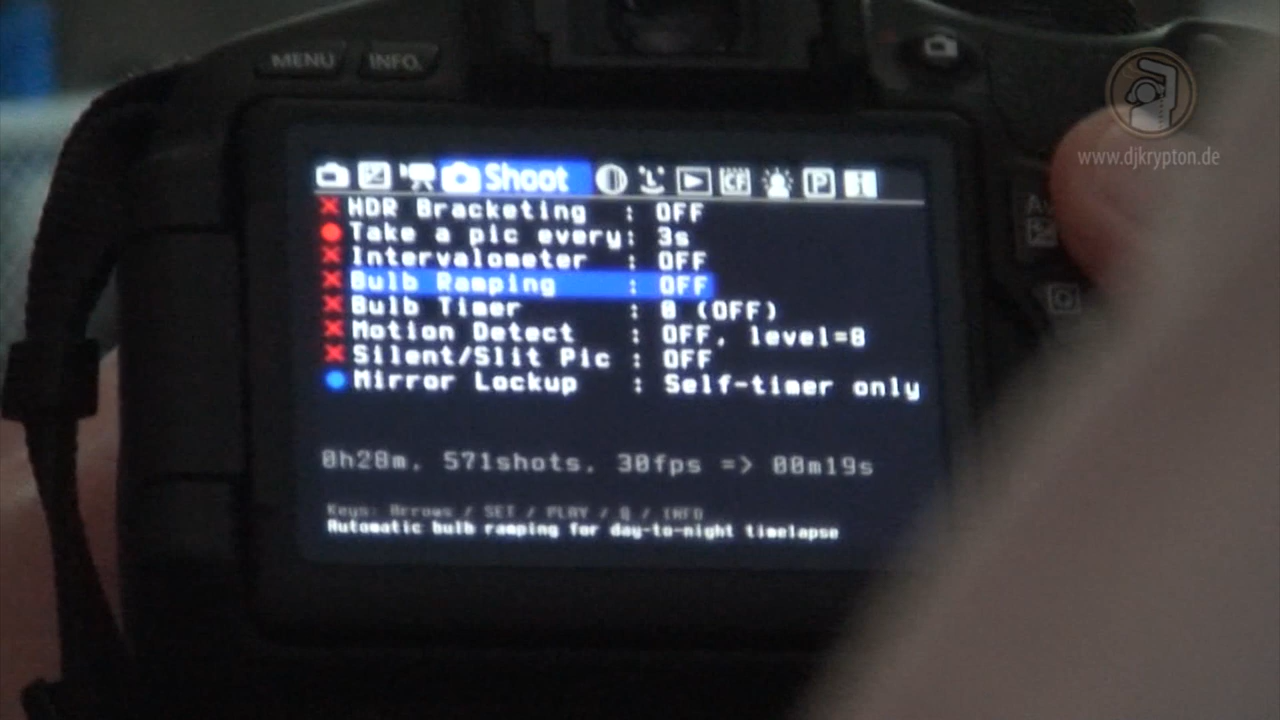 MENU INFO.
www.djkrypton.de
Shoot
CF
P
HDR Bracketing : OFF
Take a pic every: 3s
Intervalometer : OFF
Bulb Ramping : OFF
Bulb Timer : 0 (OFF)
Motion Detect : OFF, level=8
Silent/Slit Pic : OFF
Mirror Lockup : Self-timer only
0h28m, 571shots, 30fps => 00m19s
Keys: Arrows / SET / PLAY / Q / INFO
Automatic bulb ramping for day-to-night timelapse